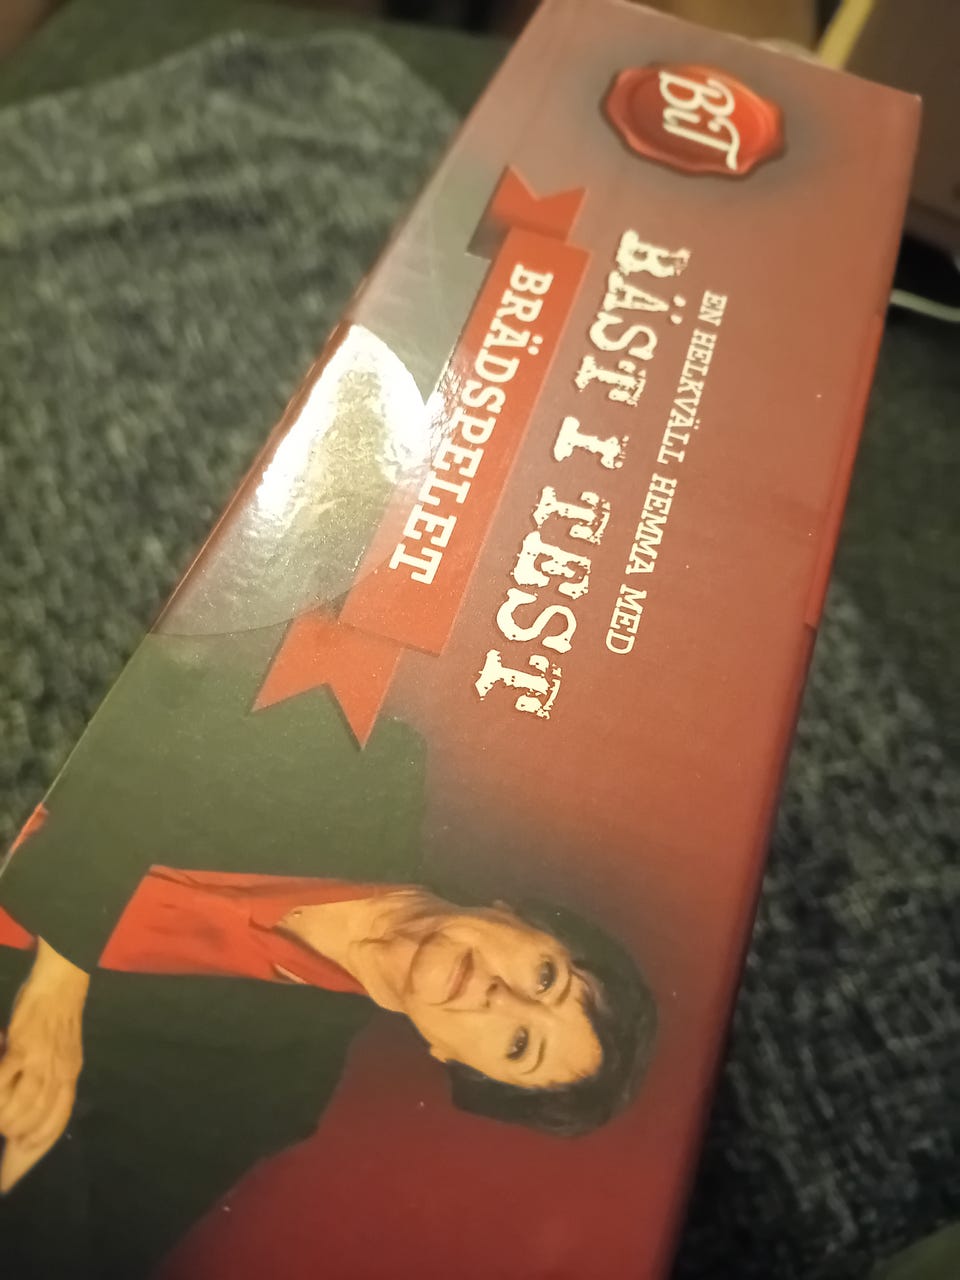 BiT
EN HELKVÄLL HEMMA MED
BÄST I TEST
BRÄDSPELET